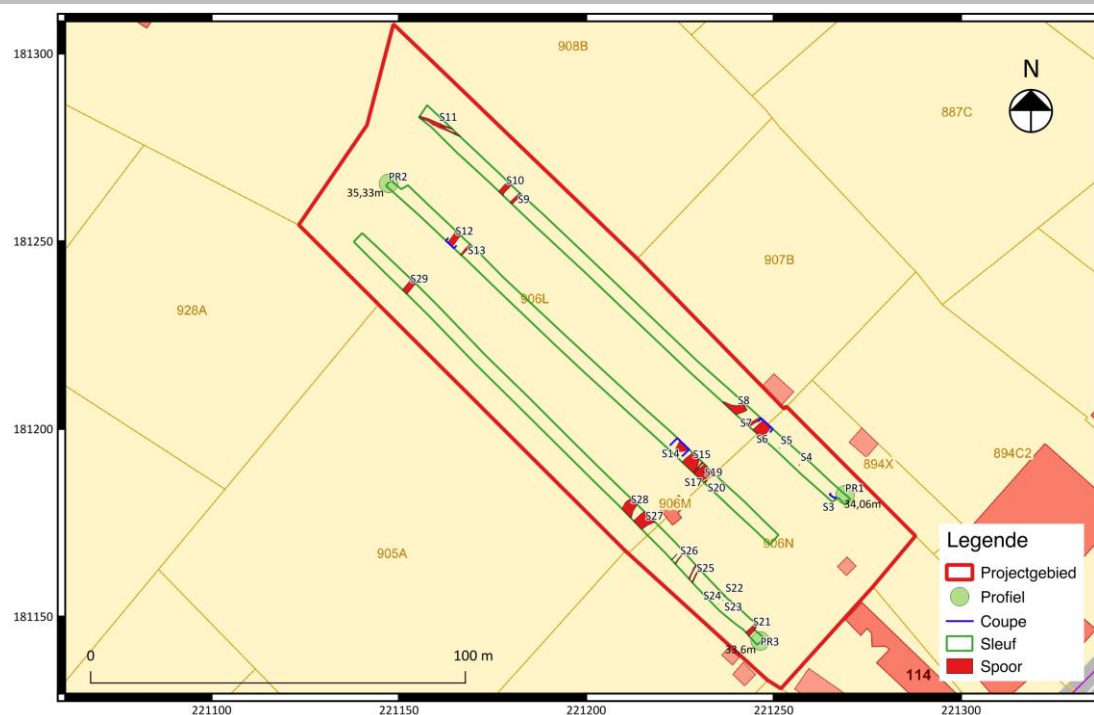 181300
181250
181200
181150
221100
221150
221200
221250
221300
908B
887C
N
S11
PR2
35,33m
S10
S9
S12
S13
907B
S29
906L
928A
S8
S7
S6
S5
S4
894X
894C2
S14
S15
S19
S17
S20
PR1
S3
34,06m
S28
906M
S27
906N
905A
S26
S25
S22
S24
S23
S21
PR3
33,6m
114
0
100 m
Legende
Projectgebied
Profiel
Coupe
Sleuf
Spoor